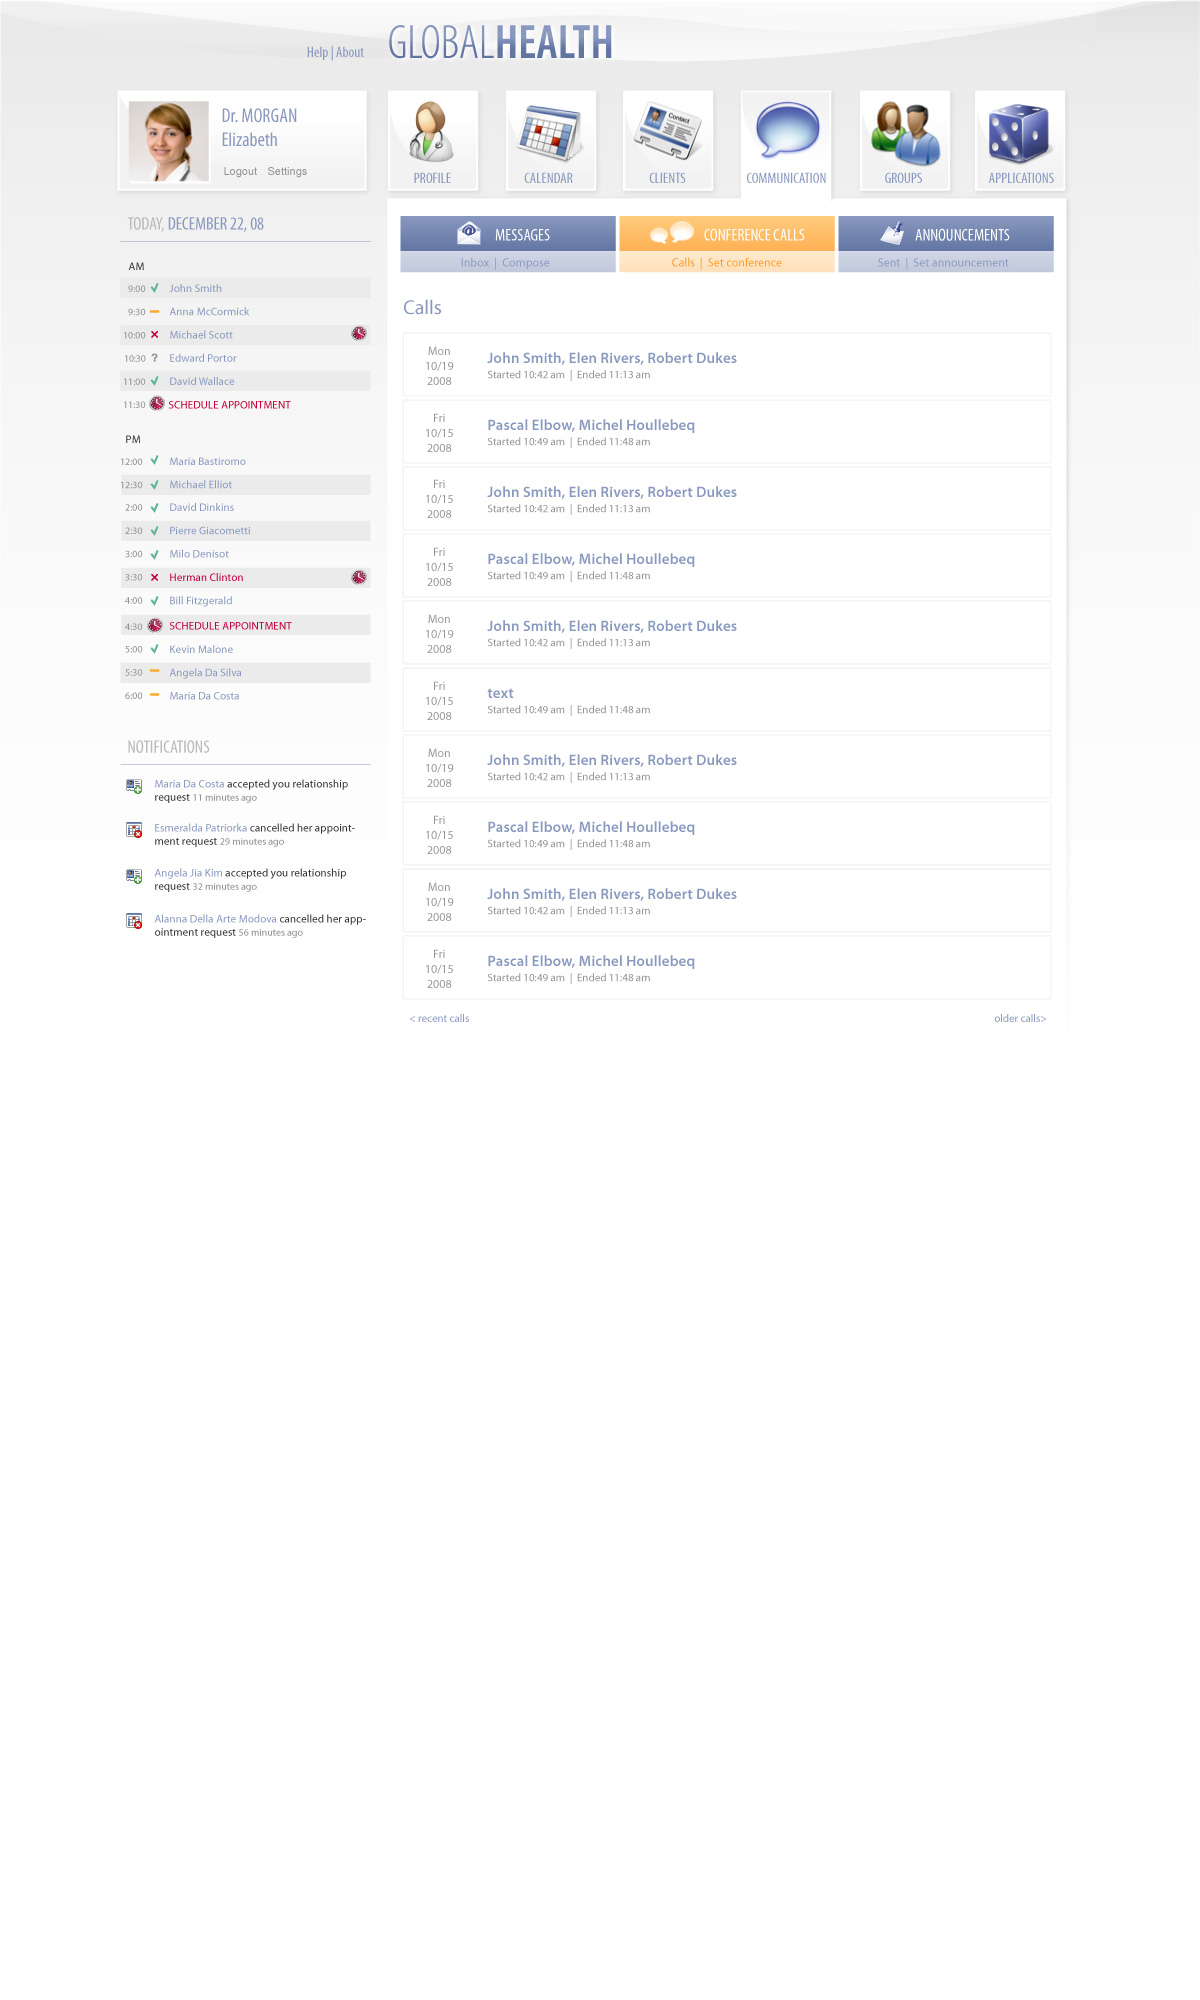 Help | About
GLOBALHEALTH
Dr. MORGAN
Elizabeth
Logout Settings
PROFILE
CALENDAR
Contact
CLIENTS
COMMUNICATION
GROUPS
APPLICATIONS
TODAY, DECEMBER 22, 08
AM
9:00 John Smith
9:30 Anna McCormick
10:00 Michael Scott
10:30 ? Edward Portor
11:00 David Wallace
11:30 SCHEDULE APPOINTMENT
PM
12:00 Maria Bastiromo
12:30 Michael Elliot
2:00 David Dinkins
2:30 Pierre Giacometti
3:00 Milo Denisot
3:30 Herman Clinton
4:00 Bill Fitzgerald
4:30 SCHEDULE APPOINTMENT
5:00 Kevin Malone
5:30 Angela Da Silva
6:00 Maria Da Costa
NOTIFICATIONS
Maria Da Costa accepted you relationship
request 11 minutes ago
Esmeralda Patriorka cancelled her appoint-
ment request 29 minutes ago
Angela Jia Kim accepted you relationship
request 32 minutes ago
Alanna Della Arte Modova cancelled her app-
ointment request 56 minutes ago
MESSAGES
Inbox | Compose
CONFERENCE CALLS
Calls | Set conference
ANNOUNCEMENTS
Sent | Set announcement
Calls
Mon
10/19
2008
John Smith, Elen Rivers, Robert Dukes
Started 10:42 am | Ended 11:13 am
Fri
10/15
2008
Pascal Elbow, Michel Houllebeq
Started 10:49 am | Ended 11:48 am
Fri
10/15
2008
John Smith, Elen Rivers, Robert Dukes
Started 10:42 am | Ended 11:13 am
Fri
10/15
2008
Pascal Elbow, Michel Houllebeq
Started 10:49 am | Ended 11:48 am
Mon
10/19
2008
John Smith, Elen Rivers, Robert Dukes
Started 10:42 am | Ended 11:13 am
Fri
10/15
2008
text
Started 10:49 am | Ended 11:48 am
Mon
10/19
2008
John Smith, Elen Rivers, Robert Dukes
Started 10:42 am | Ended 11:13 am
Fri
10/15
2008
Pascal Elbow, Michel Houllebeq
Started 10:49 am | Ended 11:48 am
Mon
10/19
2008
John Smith, Elen Rivers, Robert Dukes
Started 10:42 am | Ended 11:13 am
Fri
10/15
2008
Pascal Elbow, Michel Houllebeq
Started 10:49 am | Ended 11:48 am
< recent calls
older calls>